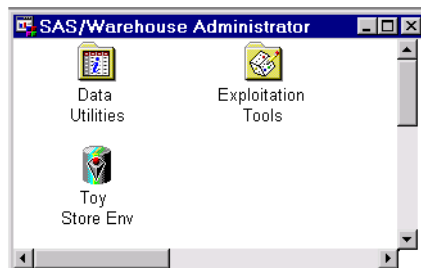 SAS/Warehouse Administrator
Data
Utilities
Exploitation
Tools
Toy
Store Env